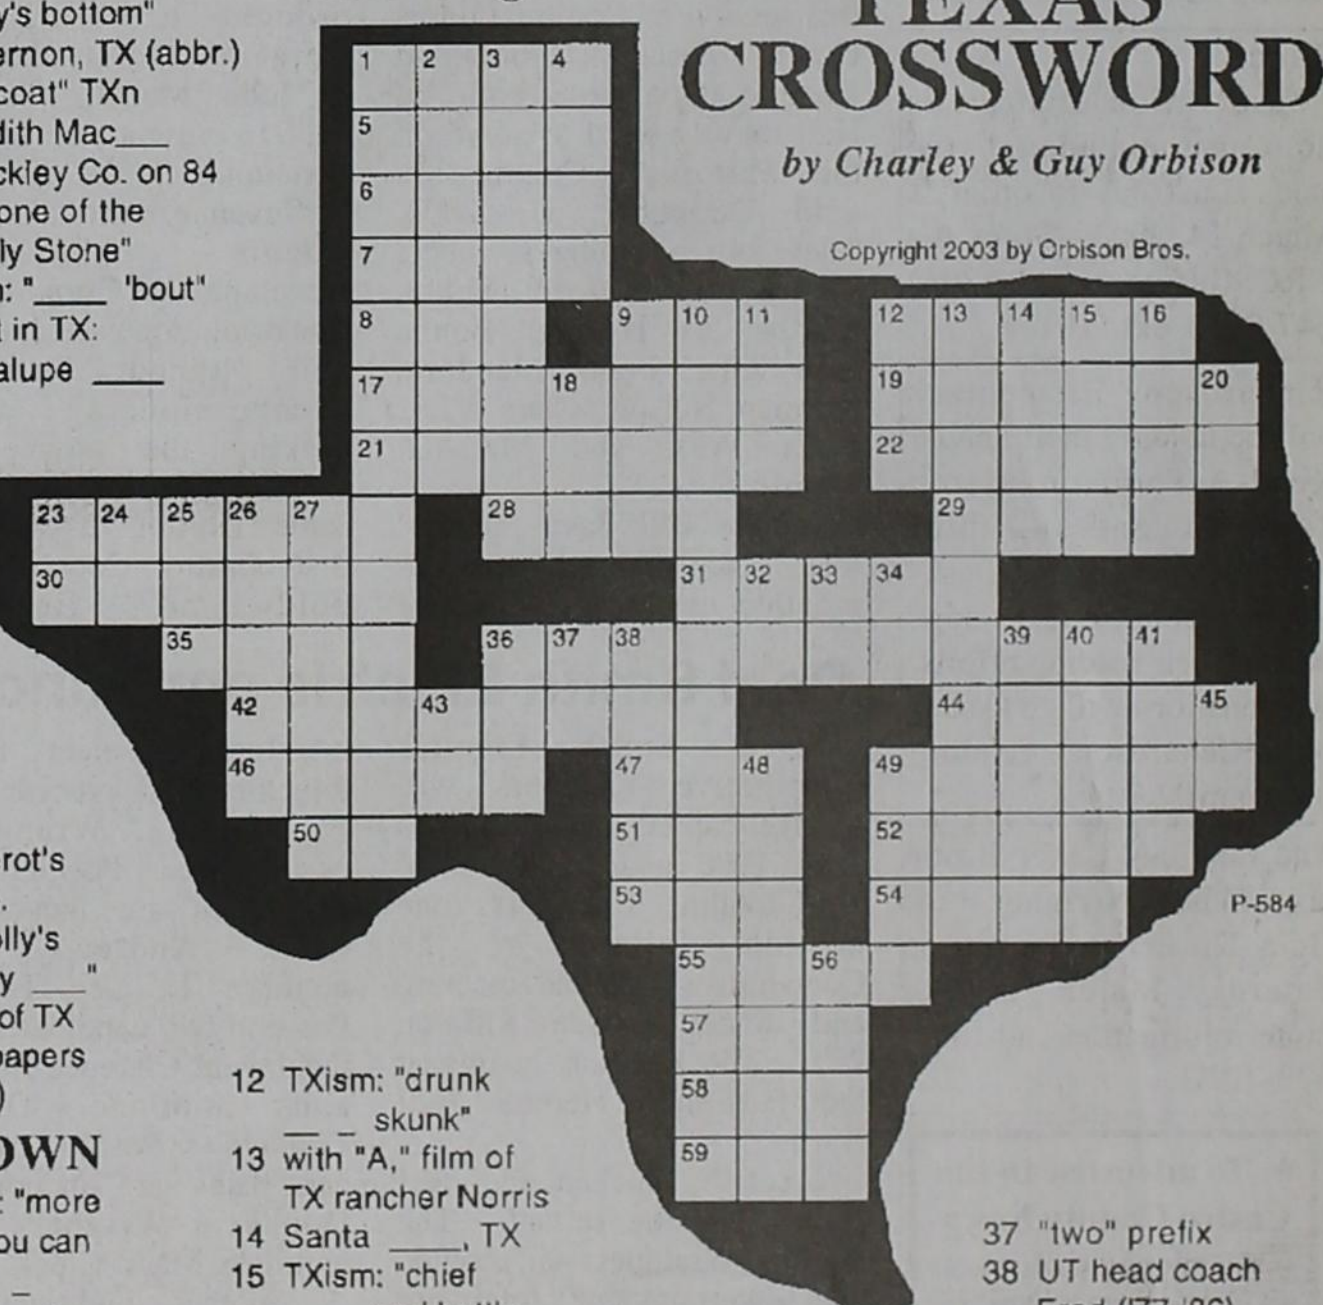 y's bottom"
ernon, TX (abbr.)
coat" TXn
dith Mac___
ckley Co. on 84
one of the
ly Stone"
: "____ 'bout"
t in TX:
alupe ____
TEXAS
CROSSWORD
by Charley & Guy Orbison
Copyright 2003 by Orbison Bros.
1 2 3 4
5
6
7
8 9 10 11 12 13 14 15 16
17 18 19 20
21 22
23 24 25 26 27 28 29
30 31 32 33 34
35 36 37 38 39 40 41
42 43 44 45
46 47 48 49
50 51 52
53 54
P-584
55 56
57
58
59
rot's
olly's
y ___"
of TX
papers
)
OWN
: "more
ou can
_
12 TXism: "drunk
__ _ skunk"
13 with "A," film of
TX rancher Norris
14 Santa ____, TX
15 TXism: "chief
37 "two" prefix
38 UT head coach